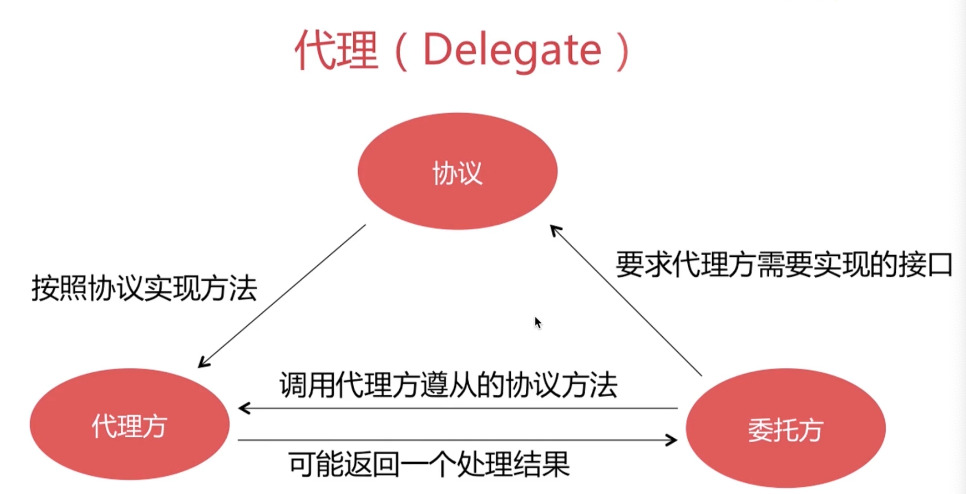 代理（Delegate）
协议
要求代理方需要实现的接口
按照协议实现方法
调用代理方遵从的协议方法
代理方
委托方
可能返回一个处理结果